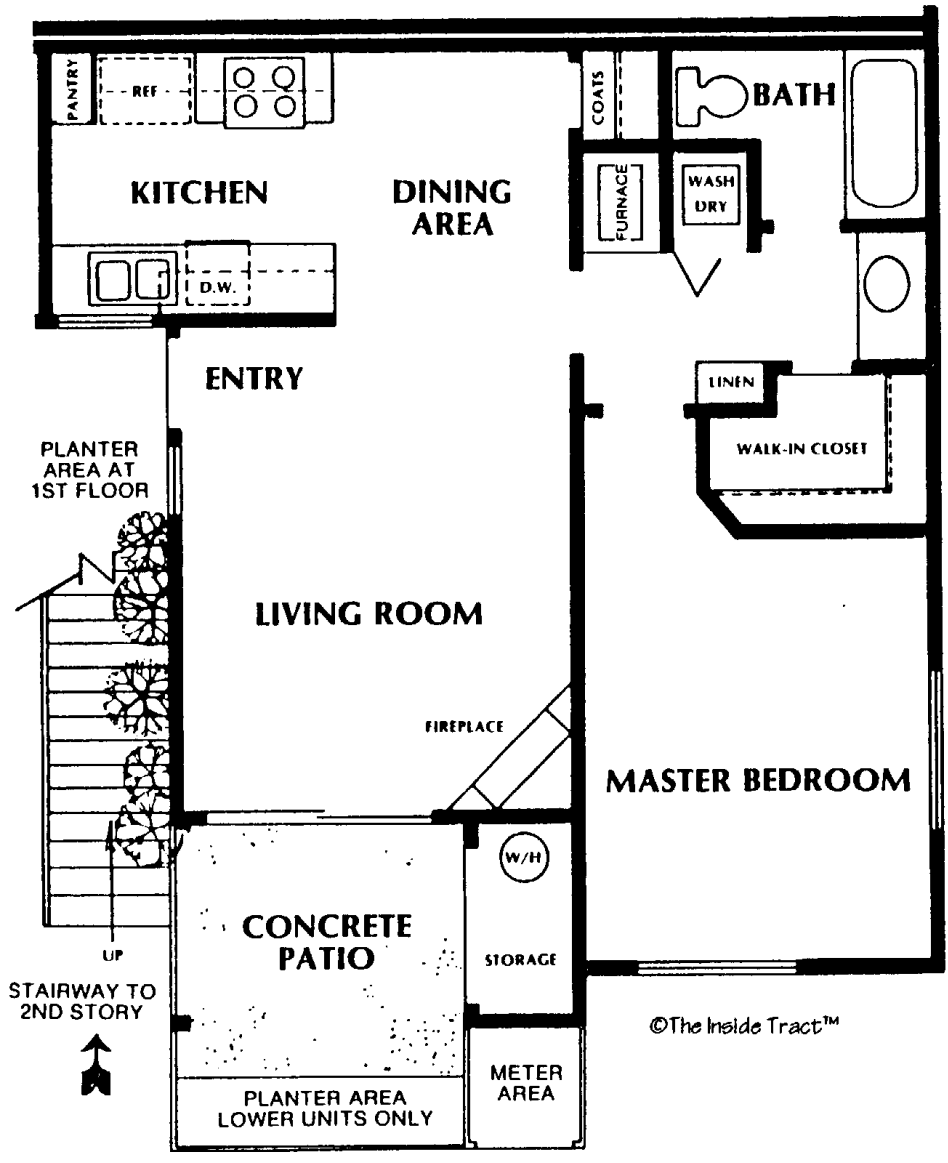 PANTRY
REF
COATS
BATH
KITCHEN
DINING
AREA
FURNACE
WASH
DRY
D.W.
ENTRY
LINEN
PLANTER
AREA AT
1ST FLOOR
WALK-IN CLOSET
LIVING ROOM
FIREPLACE
MASTER BEDROOM
W/H
CONCRETE
PATIO
STORAGE
UP
STAIRWAY TO
2ND STORY
©The Inside Tract™
METER
AREA
PLANTER AREA
LOWER UNITS ONLY